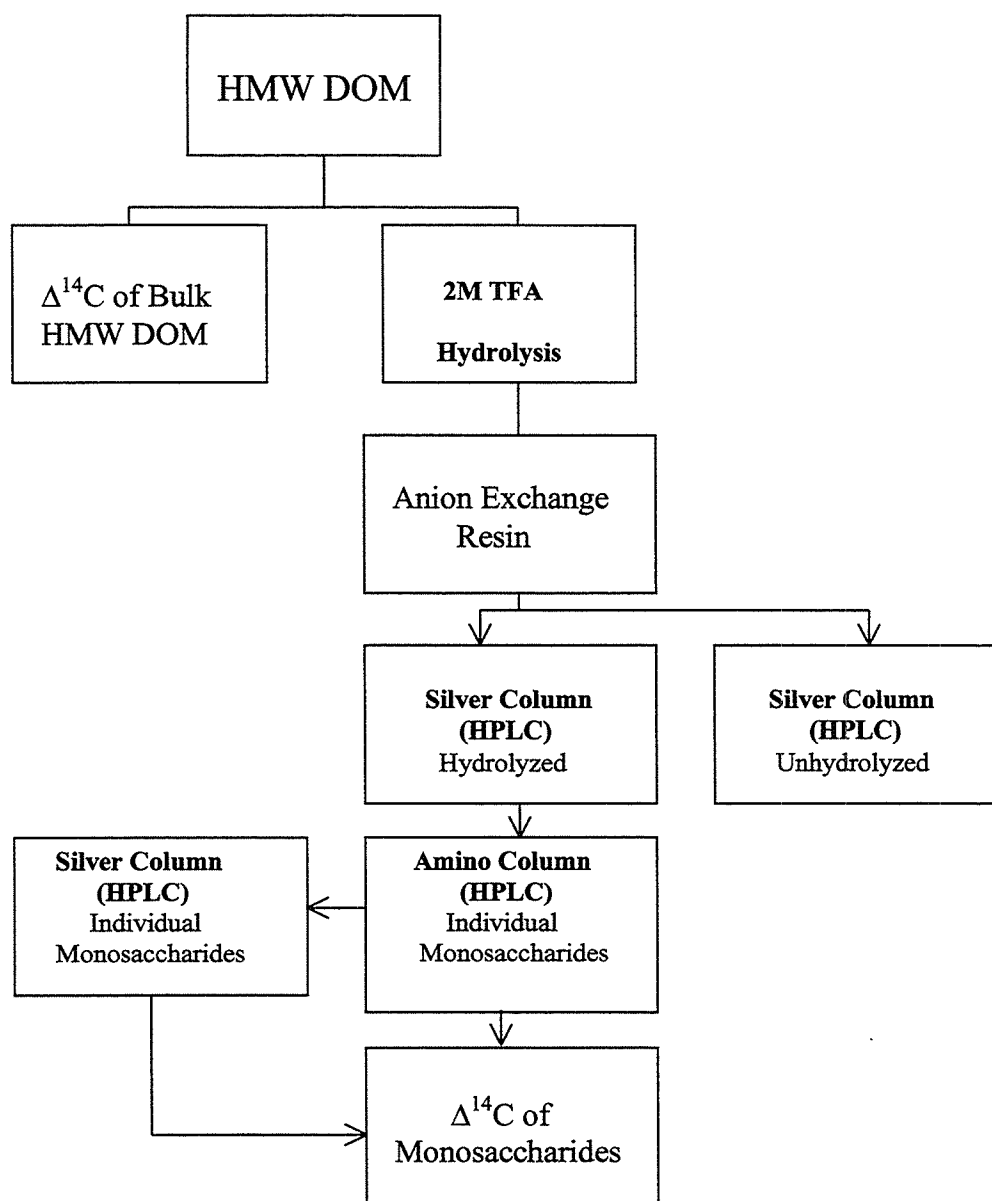 HMW DOM
Δ¹⁴C of Bulk
HMW DOM
2M TFA
Hydrolysis
Anion Exchange
Resin
Silver Column
(HPLC)
Hydrolyzed
Silver Column
(HPLC)
Unhydrolyzed
Silver Column
(HPLC)
Individual
Monosaccharides
Amino Column
(HPLC)
Individual
Monosaccharides
Δ¹⁴C of
Monosaccharides